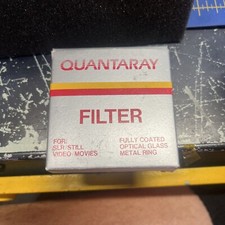 QUANTARAY
FILTER
FOR:
SLR-STILL
VIDEO-MOVIES
FULLY COATED
OPTICAL GLASS
METAL RING